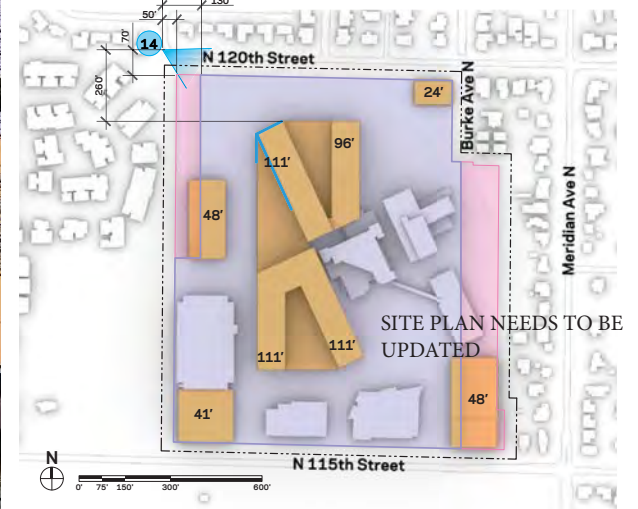 130'
50'
70'
14
N 120th Street
260'
24'
Burke Ave N
96'
111'
48'
Meridian Ave N
SITE PLAN NEEDS TO BE
UPDATED
111'
111'
48'
41'
N 115th Street
N
0' 75' 150' 300' 600'